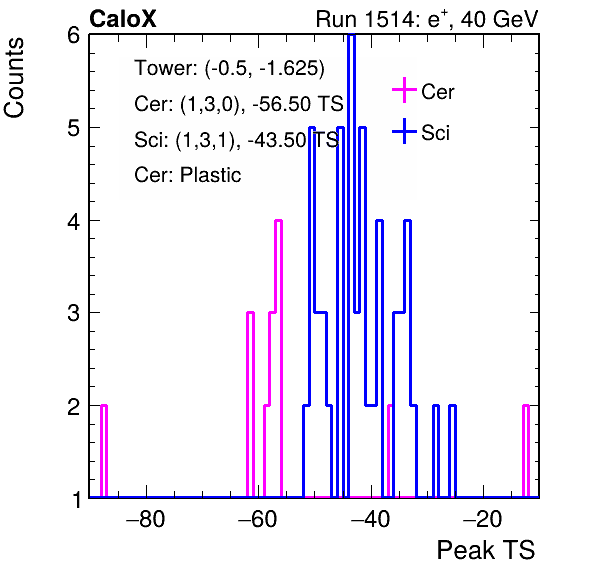 CaloX Run 1514: e⁺, 40 GeV
Counts
6
Tower: (-0.5, -1.625)
Cer: (1,3,0), -56.50 TS
Sci: (1,3,1), -43.50 TS
Cer: Plastic
Cer
Sci
5
4
3
2
1
−80 −60 −40 −20
Peak TS